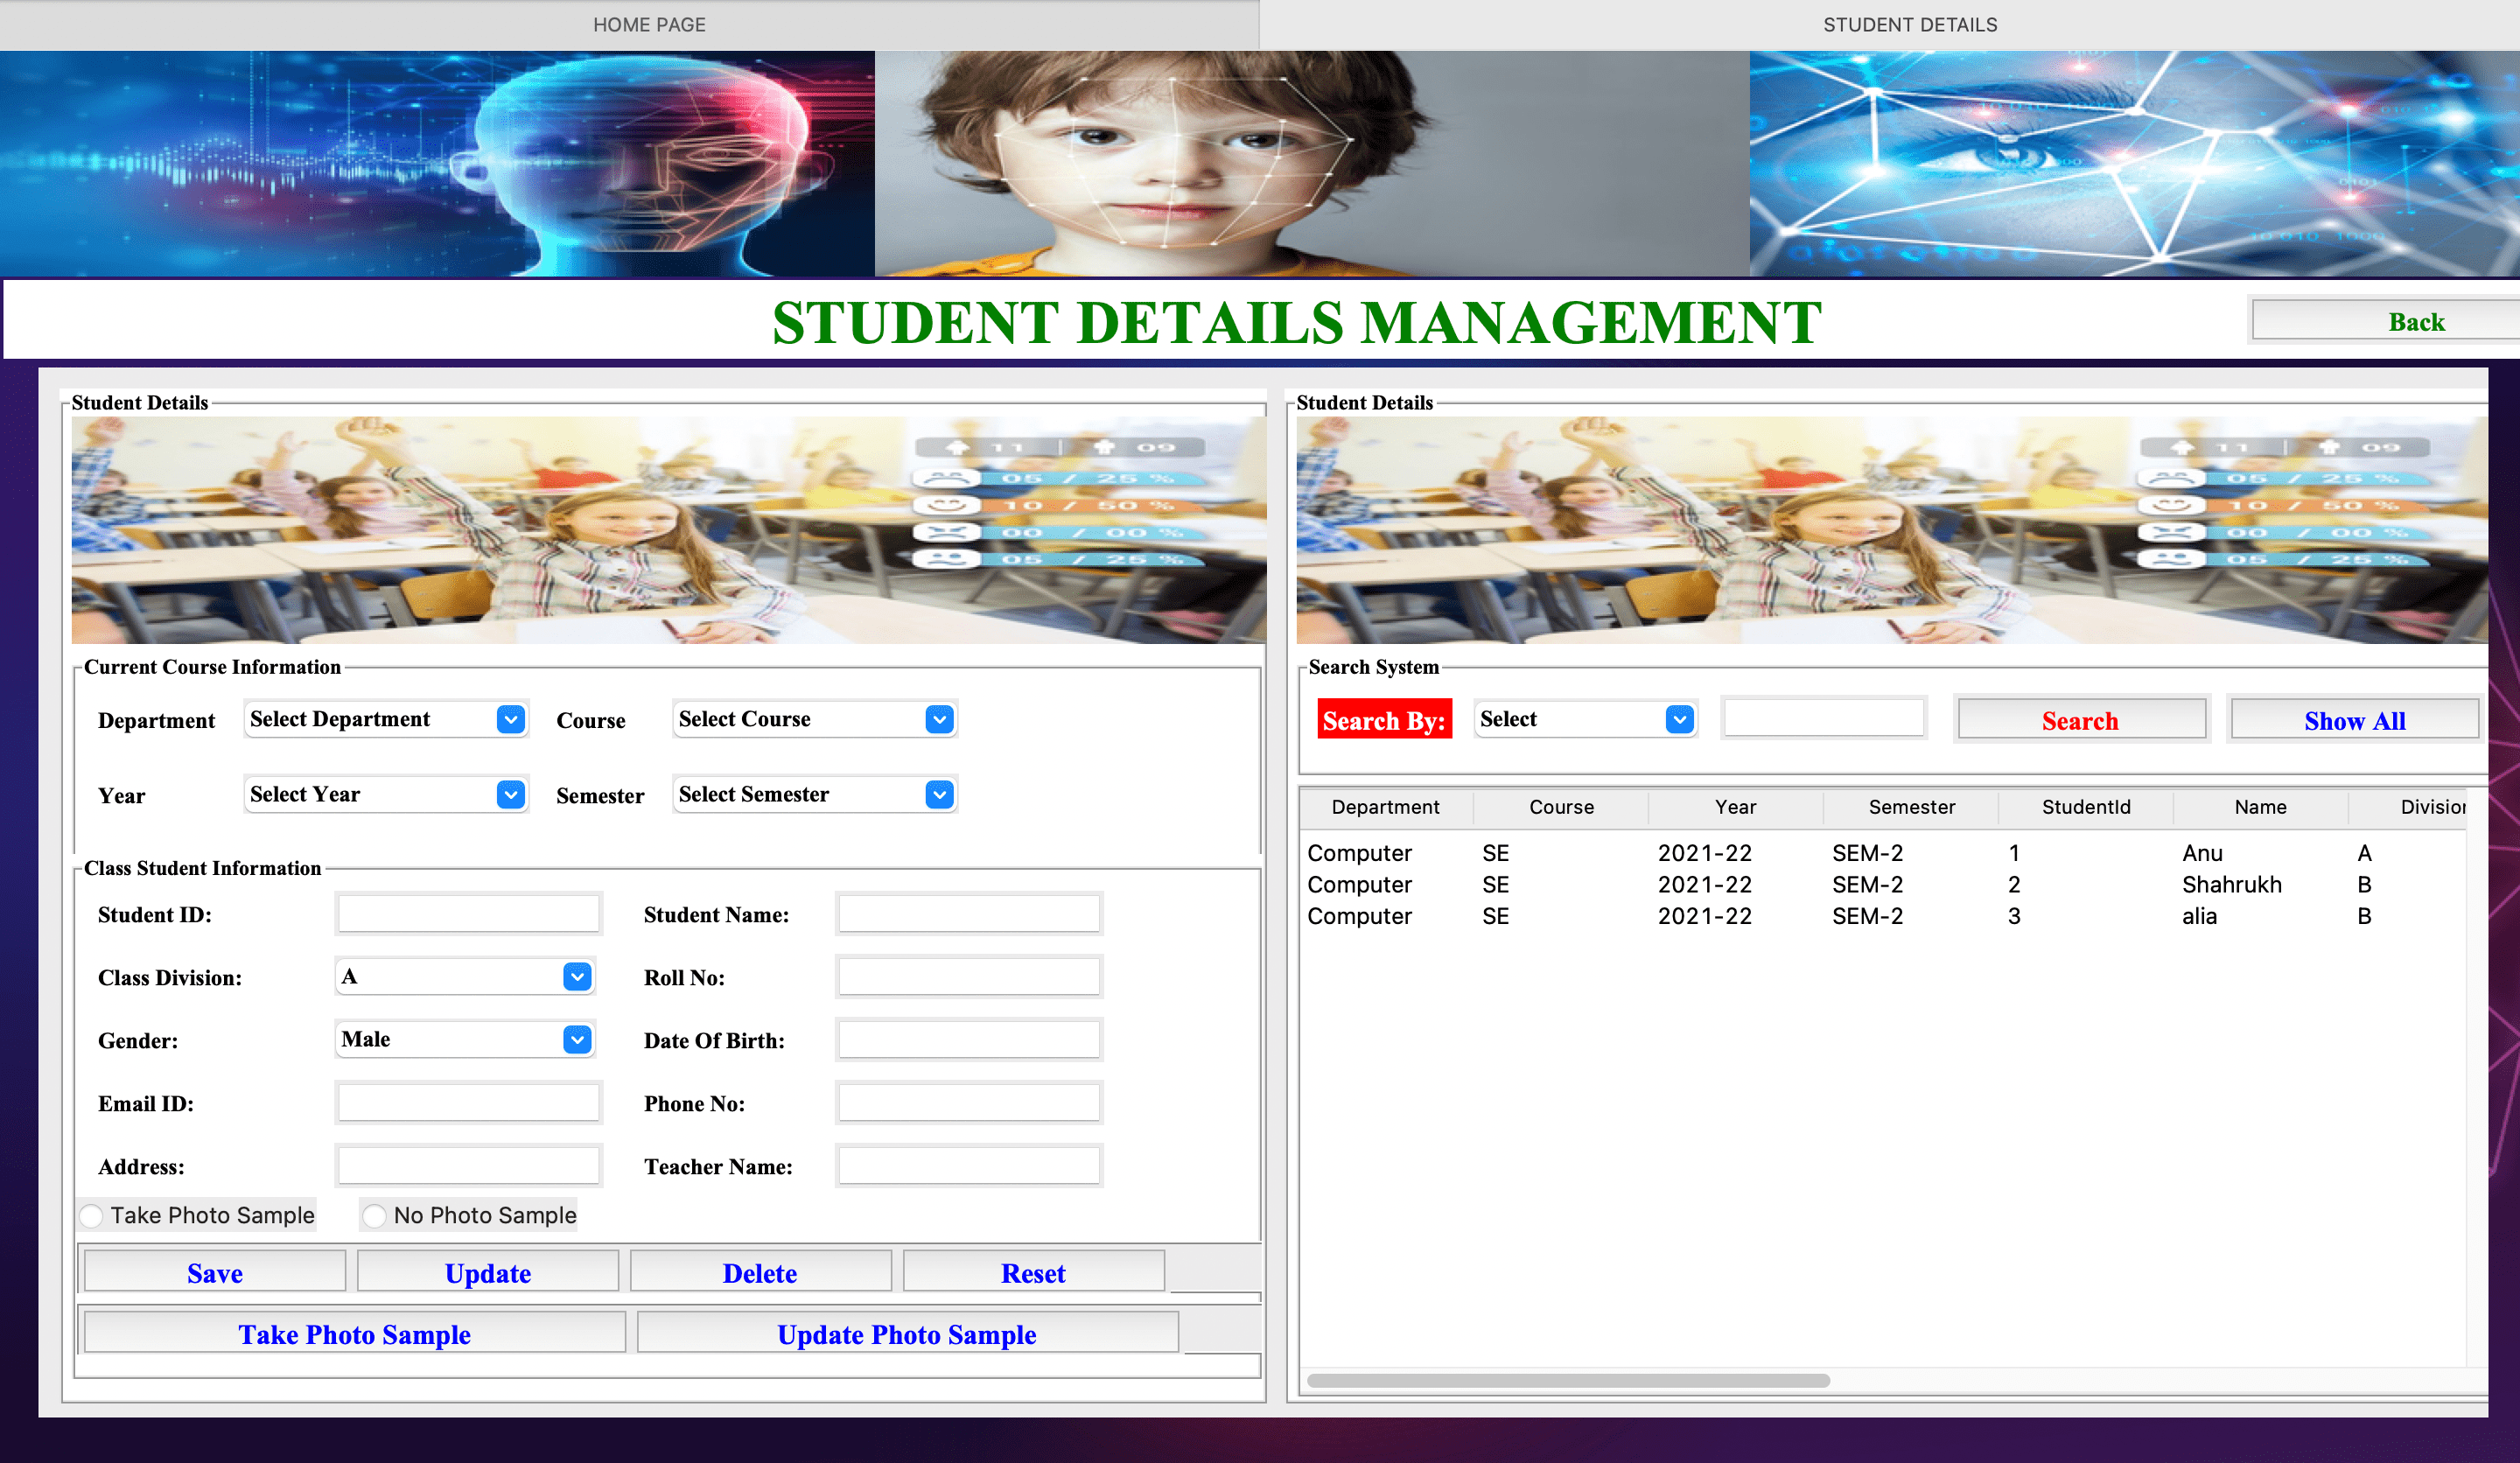 HOME PAGE
STUDENT DETAILS
STUDENT DETAILS MANAGEMENT
Back
Student Details
11 | 09
05 / 25 %
10 / 50 %
00 / 00 %
05 / 25 %
Current Course Information
Department Select Department Course Select Course
Year Select Year Semester Select Semester
Class Student Information
Student ID: Student Name:
Class Division: A Roll No:
Gender: Male Date Of Birth:
Email ID: Phone No:
Address: Teacher Name:
Take Photo Sample No Photo Sample
Save Update Delete Reset
Take Photo Sample Update Photo Sample
Student Details
11 | 09
05 / 25 %
10 / 50 %
00 / 00 %
05 / 25 %
Search System
Search By: Select Search Show All
Department Course Year Semester StudentId Name Division
Computer SE 2021-22 SEM-2 1 Anu A
Computer SE 2021-22 SEM-2 2 Shahrukh B
Computer SE 2021-22 SEM-2 3 alia B